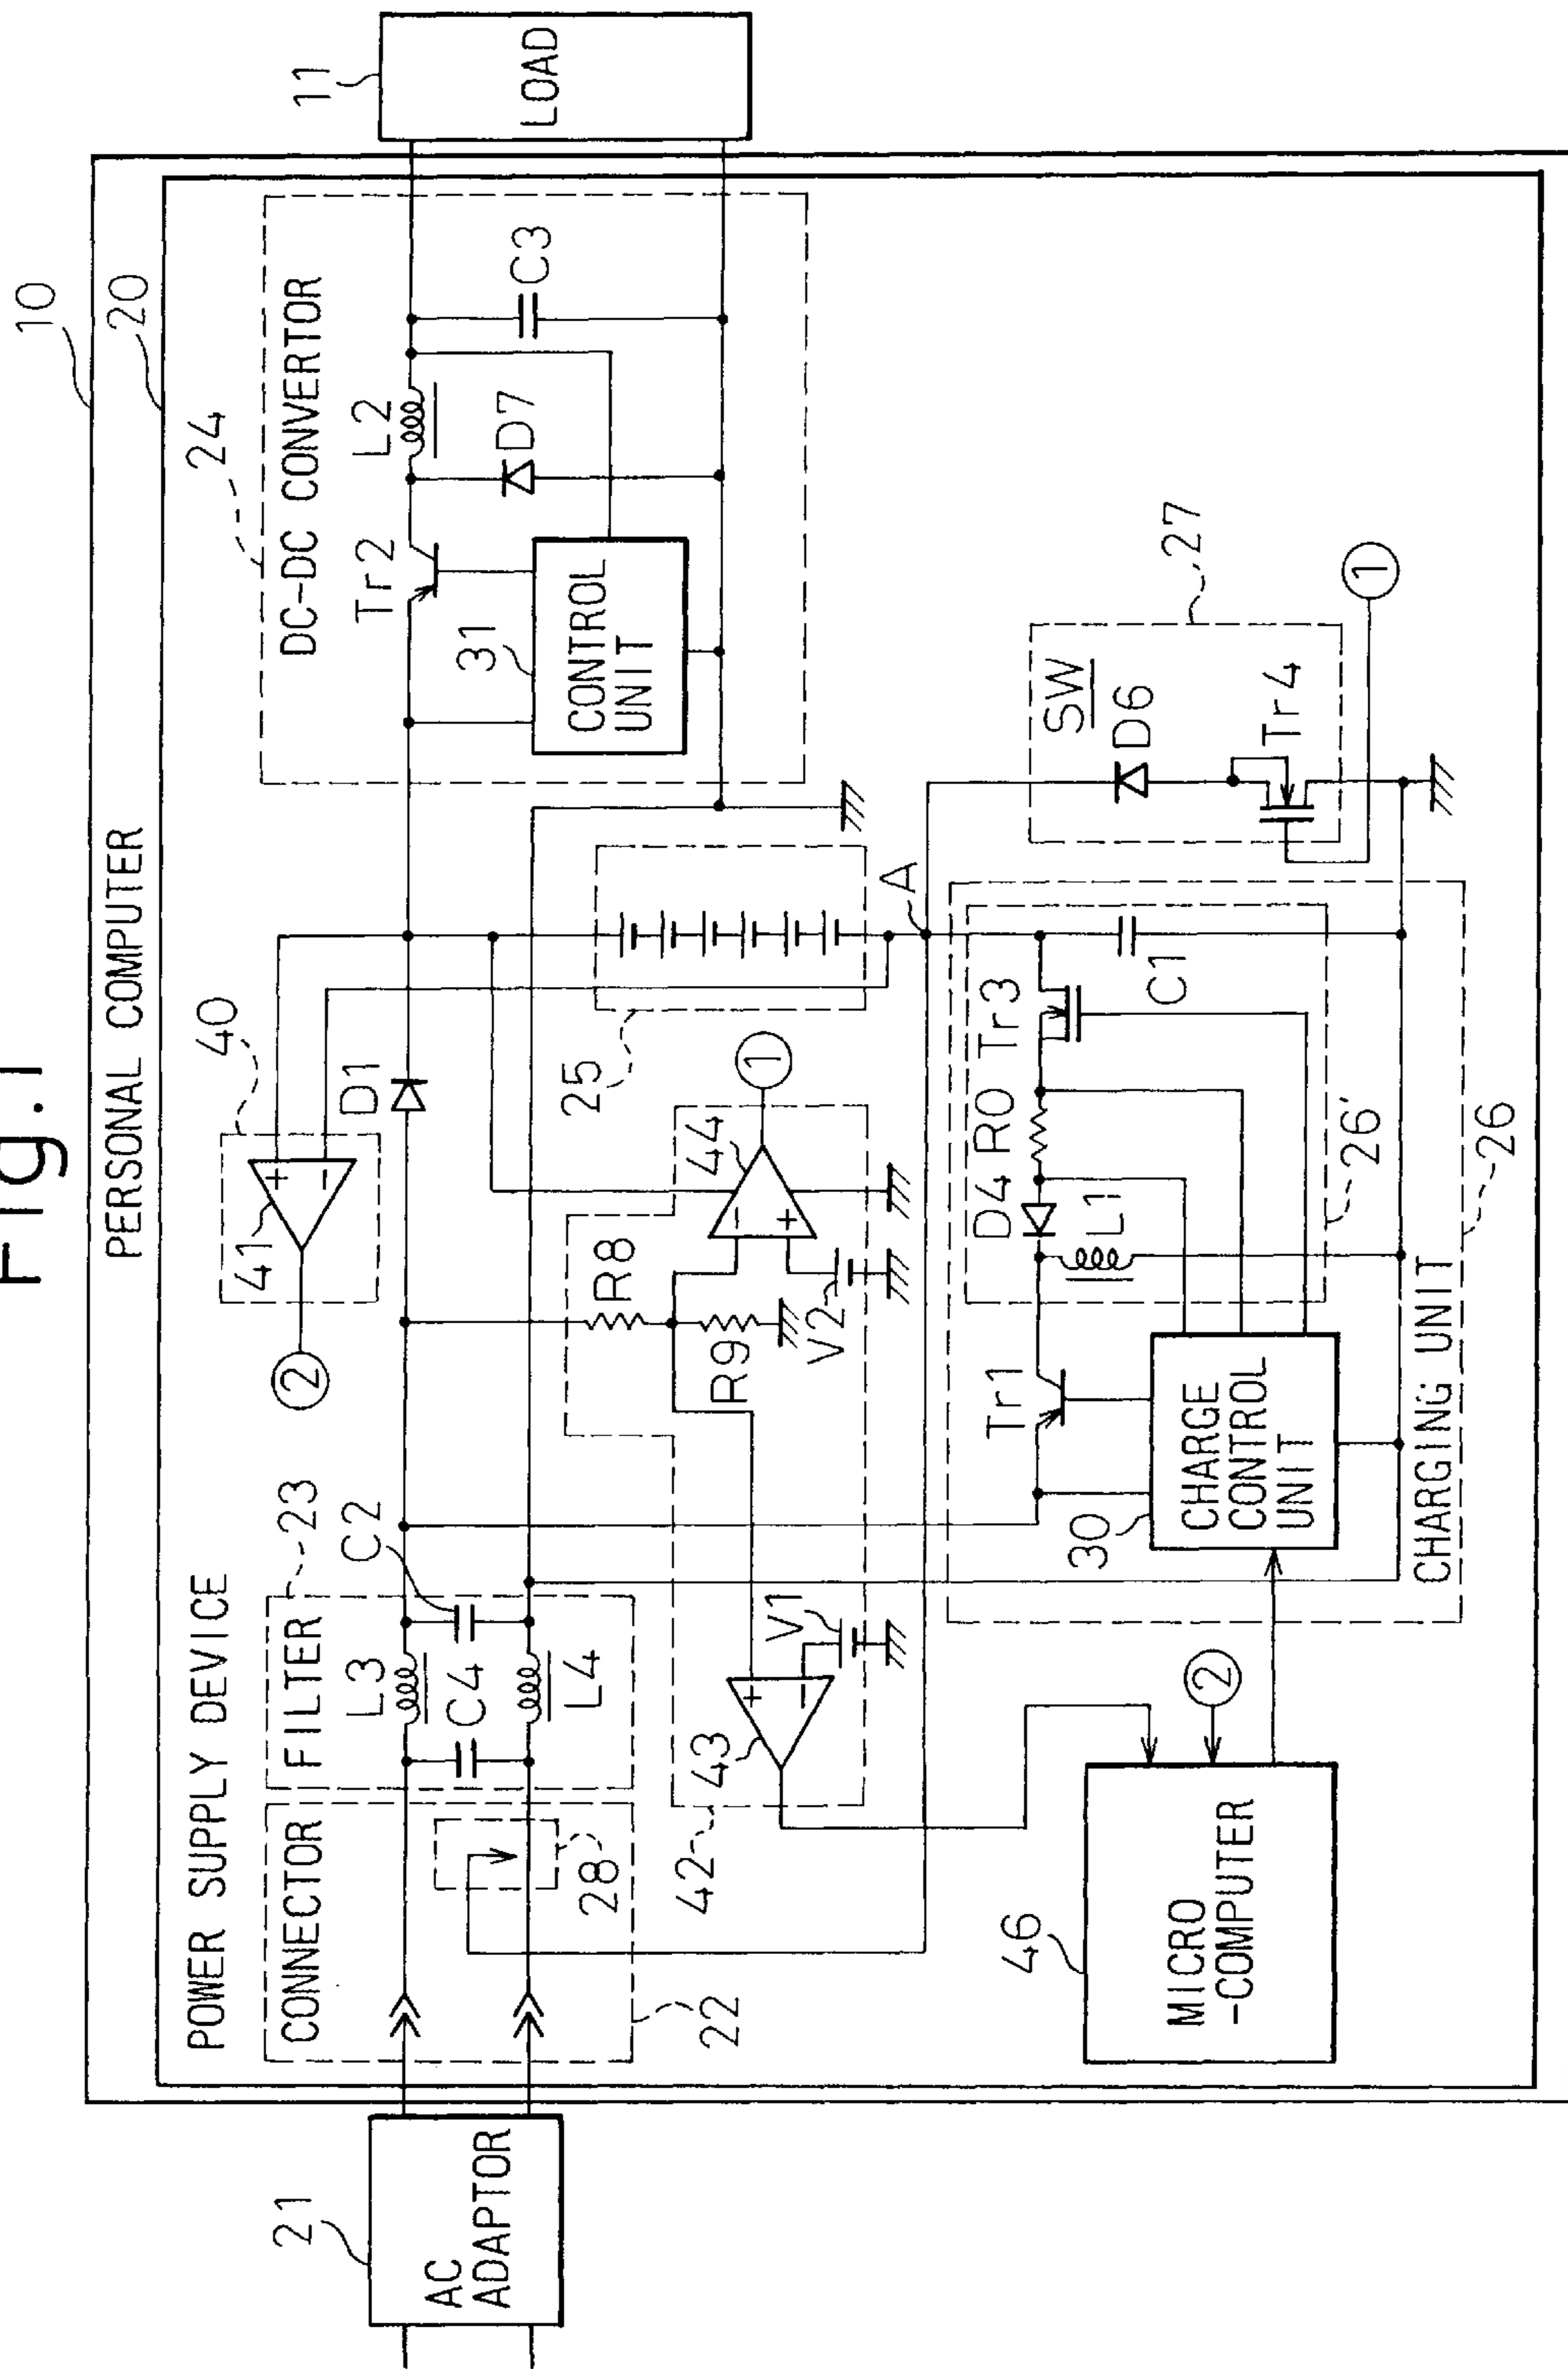 Fig.1
10
PERSONAL COMPUTER
20
POWER SUPPLY DEVICE
21
AC
ADAPTOR
CONNECTOR
22
28
FILTER
23
L3
C4
L4
C2
40
41
+
−
2
D1
24
DC-DC CONVERTOR
Tr2
L2
D7
C3
31
CONTROL
UNIT
11
LOAD
R8
R9
25
42
43
+
−
V1
44
−
+
V2
1
A
SW
27
D6
Tr4
1
46
MICRO
-COMPUTER
2
30
CHARGE
CONTROL
UNIT
Tr1
D4
R0
Tr3
L1
C1
26'
26
CHARGING UNIT